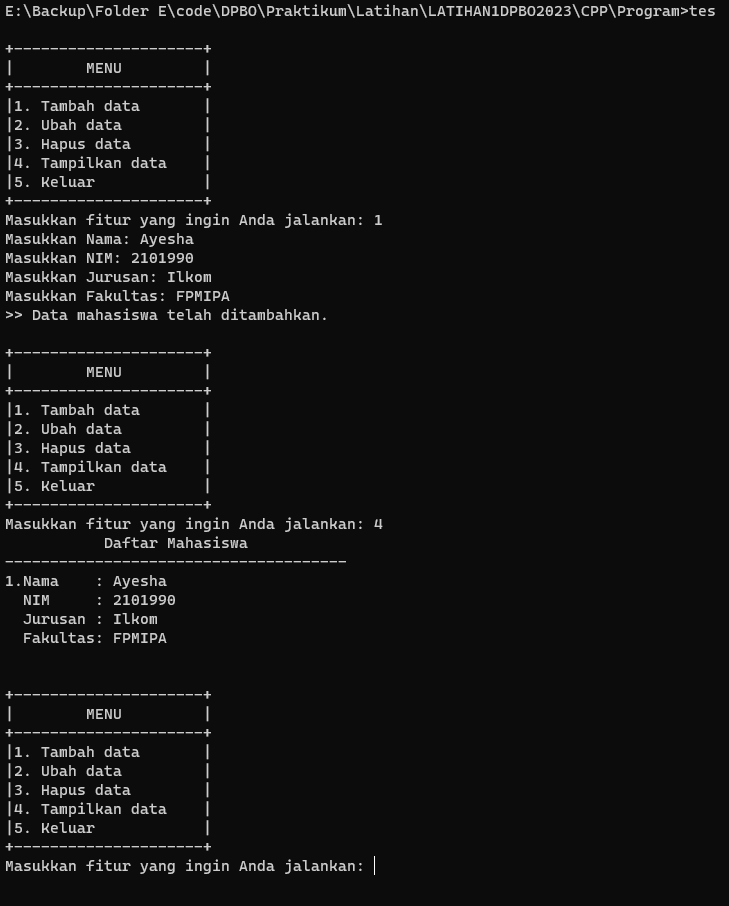 E:\Backup\Folder E\code\DPBO\Praktikum\Latihan\LATIHAN1DPBO2023\CPP\Program>tes
+---------------------+
|        MENU         |
+---------------------+
|1. Tambah data       |
|2. Ubah data         |
|3. Hapus data        |
|4. Tampilkan data    |
|5. Keluar            |
+---------------------+
Masukkan fitur yang ingin Anda jalankan: 1
Masukkan Nama: Ayesha
Masukkan NIM: 2101990
Masukkan Jurusan: Ilkom
Masukkan Fakultas: FPMIPA
>> Data mahasiswa telah ditambahkan.
+---------------------+
|        MENU         |
+---------------------+
|1. Tambah data       |
|2. Ubah data         |
|3. Hapus data        |
|4. Tampilkan data    |
|5. Keluar            |
+---------------------+
Masukkan fitur yang ingin Anda jalankan: 4
           Daftar Mahasiswa
--------------------------------------
1.Nama    : Ayesha
  NIM     : 2101990
  Jurusan : Ilkom
  Fakultas: FPMIPA
+---------------------+
|        MENU         |
+---------------------+
|1. Tambah data       |
|2. Ubah data         |
|3. Hapus data        |
|4. Tampilkan data    |
|5. Keluar            |
+---------------------+
Masukkan fitur yang ingin Anda jalankan: